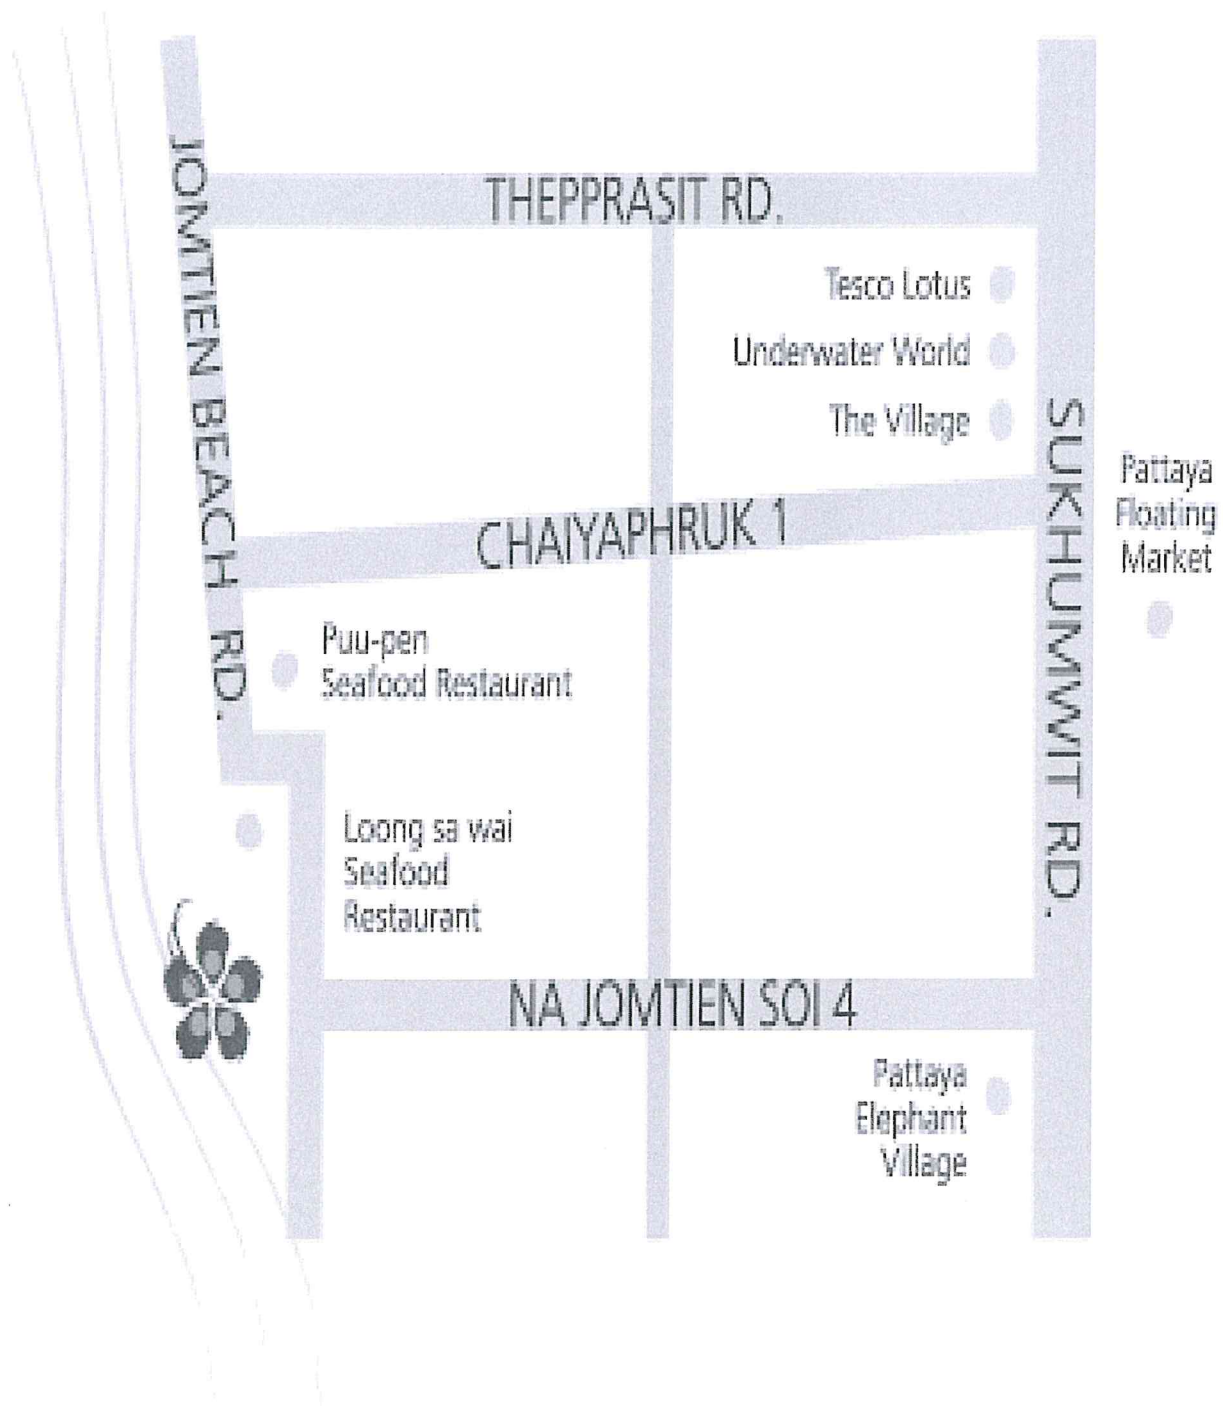 JOMTIEN BEACH RD.
THEPPRASIT RD.
Tesco Lotus
Underwater World
The Village
SUKHUMWIT RD.
Pattaya
Floating
Market
CHAIYAPHRUK 1
Puu-pen
Seafood Restaurant
Loong sa wai
Seafood
Restaurant
NA JOMTIEN SOI 4
Pattaya
Elephant
Village